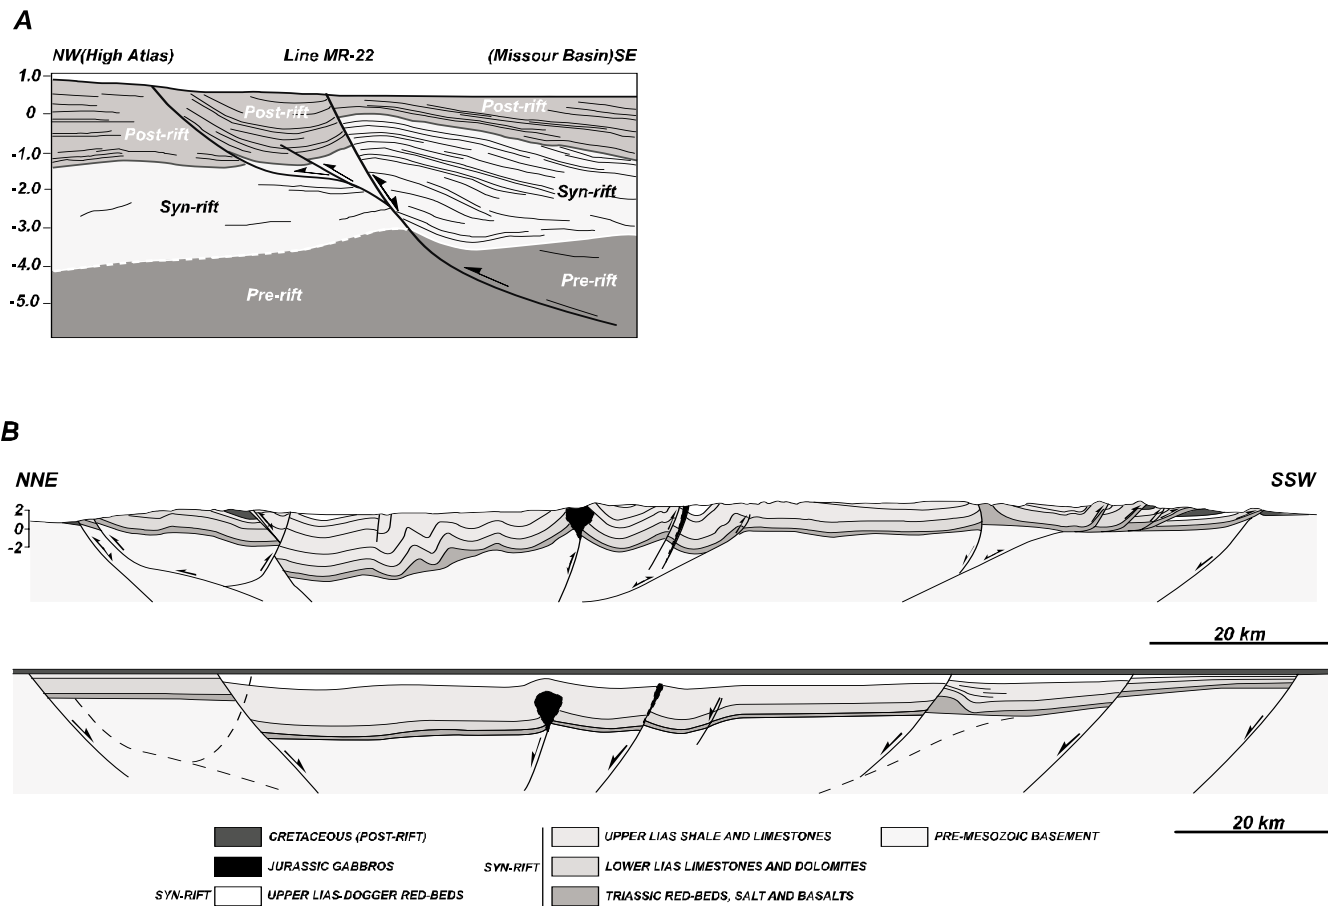 A
NW(High Atlas) Line MR-22 (Missour Basin)SE
1.0
0
-1.0
-2.0
-3.0
-4.0
-5.0
Post-rift
Post-rift
Post-rift
Syn-rift
Syn-rift
Pre-rift
Pre-rift
B
NNE SSW
2
0
-2
20 km
20 km
CRETACEOUS (POST-RIFT)
JURASSIC GABBROS
SYN-RIFT UPPER LIAS-DOGGER RED-BEDS
UPPER LIAS SHALE AND LIMESTONES
SYN-RIFT LOWER LIAS LIMESTONES AND DOLOMITES
TRIASSIC RED-BEDS, SALT AND BASALTS
PRE-MESOZOIC BASEMENT